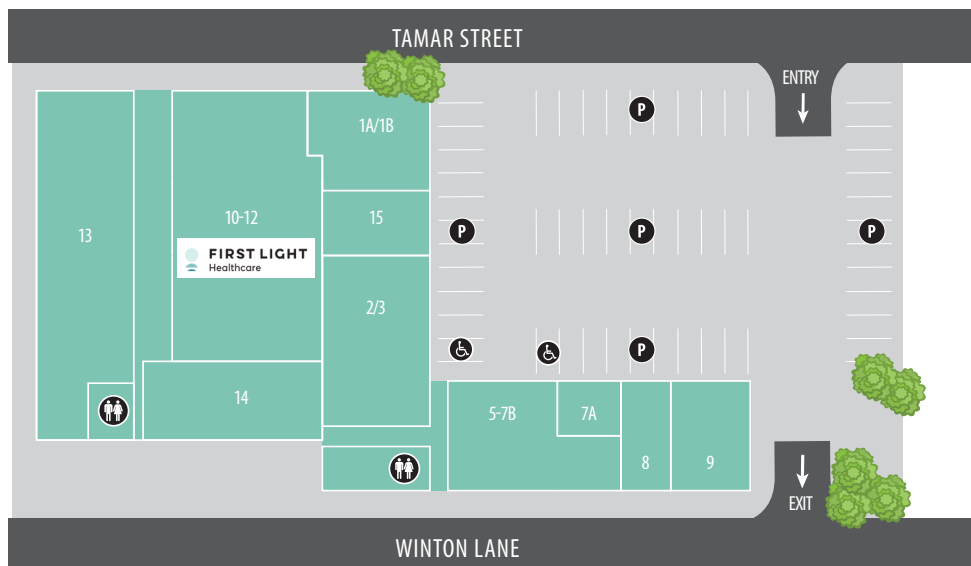 TAMAR STREET
ENTRY
1A/1B
P
13
10-12
15
P
P
P
FIRST LIGHT
Healthcare
2/3
P
14
5-7B
7A
8
9
EXIT
WINTON LANE